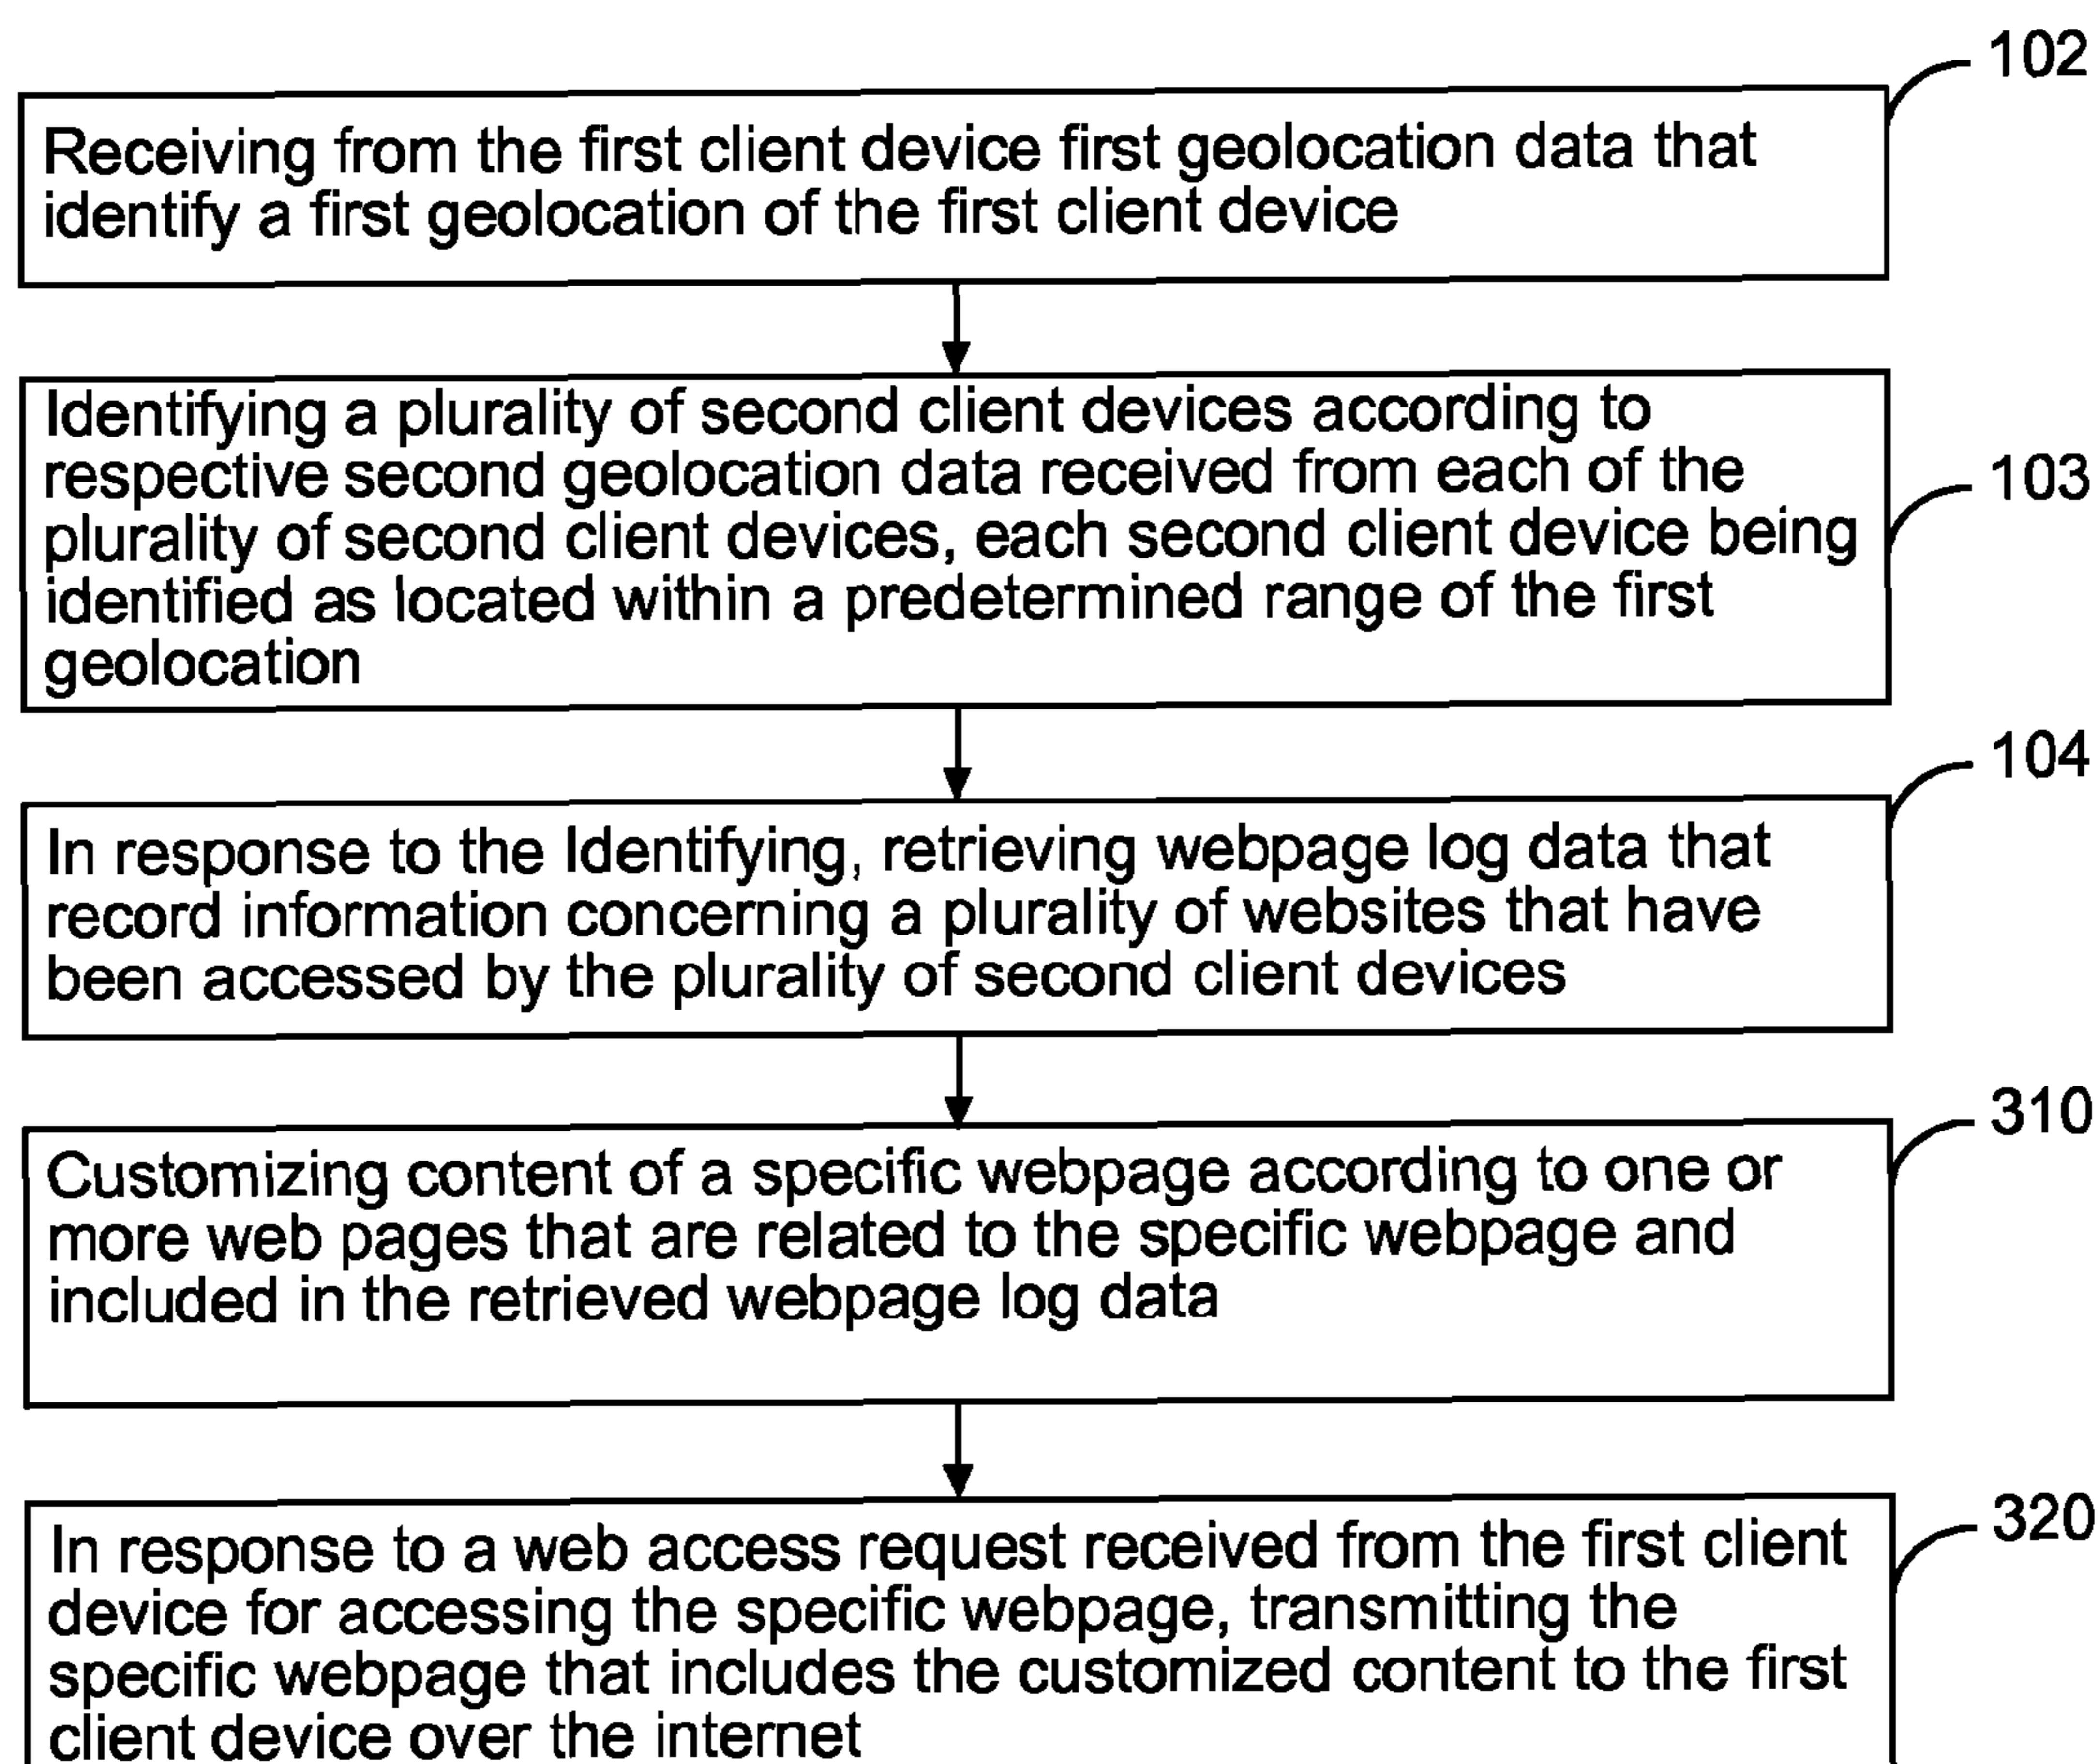 102
Receiving from the first client device first geolocation data that
identify a first geolocation of the first client device
Identifying a plurality of second client devices according to
respective second geolocation data received from each of the
plurality of second client devices, each second client device being
identified as located within a predetermined range of the first
geolocation
103
104
In response to the Identifying, retrieving webpage log data that
record information concerning a plurality of websites that have
been accessed by the plurality of second client devices
310
Customizing content of a specific webpage according to one or
more web pages that are related to the specific webpage and
included in the retrieved webpage log data
320
In response to a web access request received from the first client
device for accessing the specific webpage, transmitting the
specific webpage that includes the customized content to the first
client device over the internet